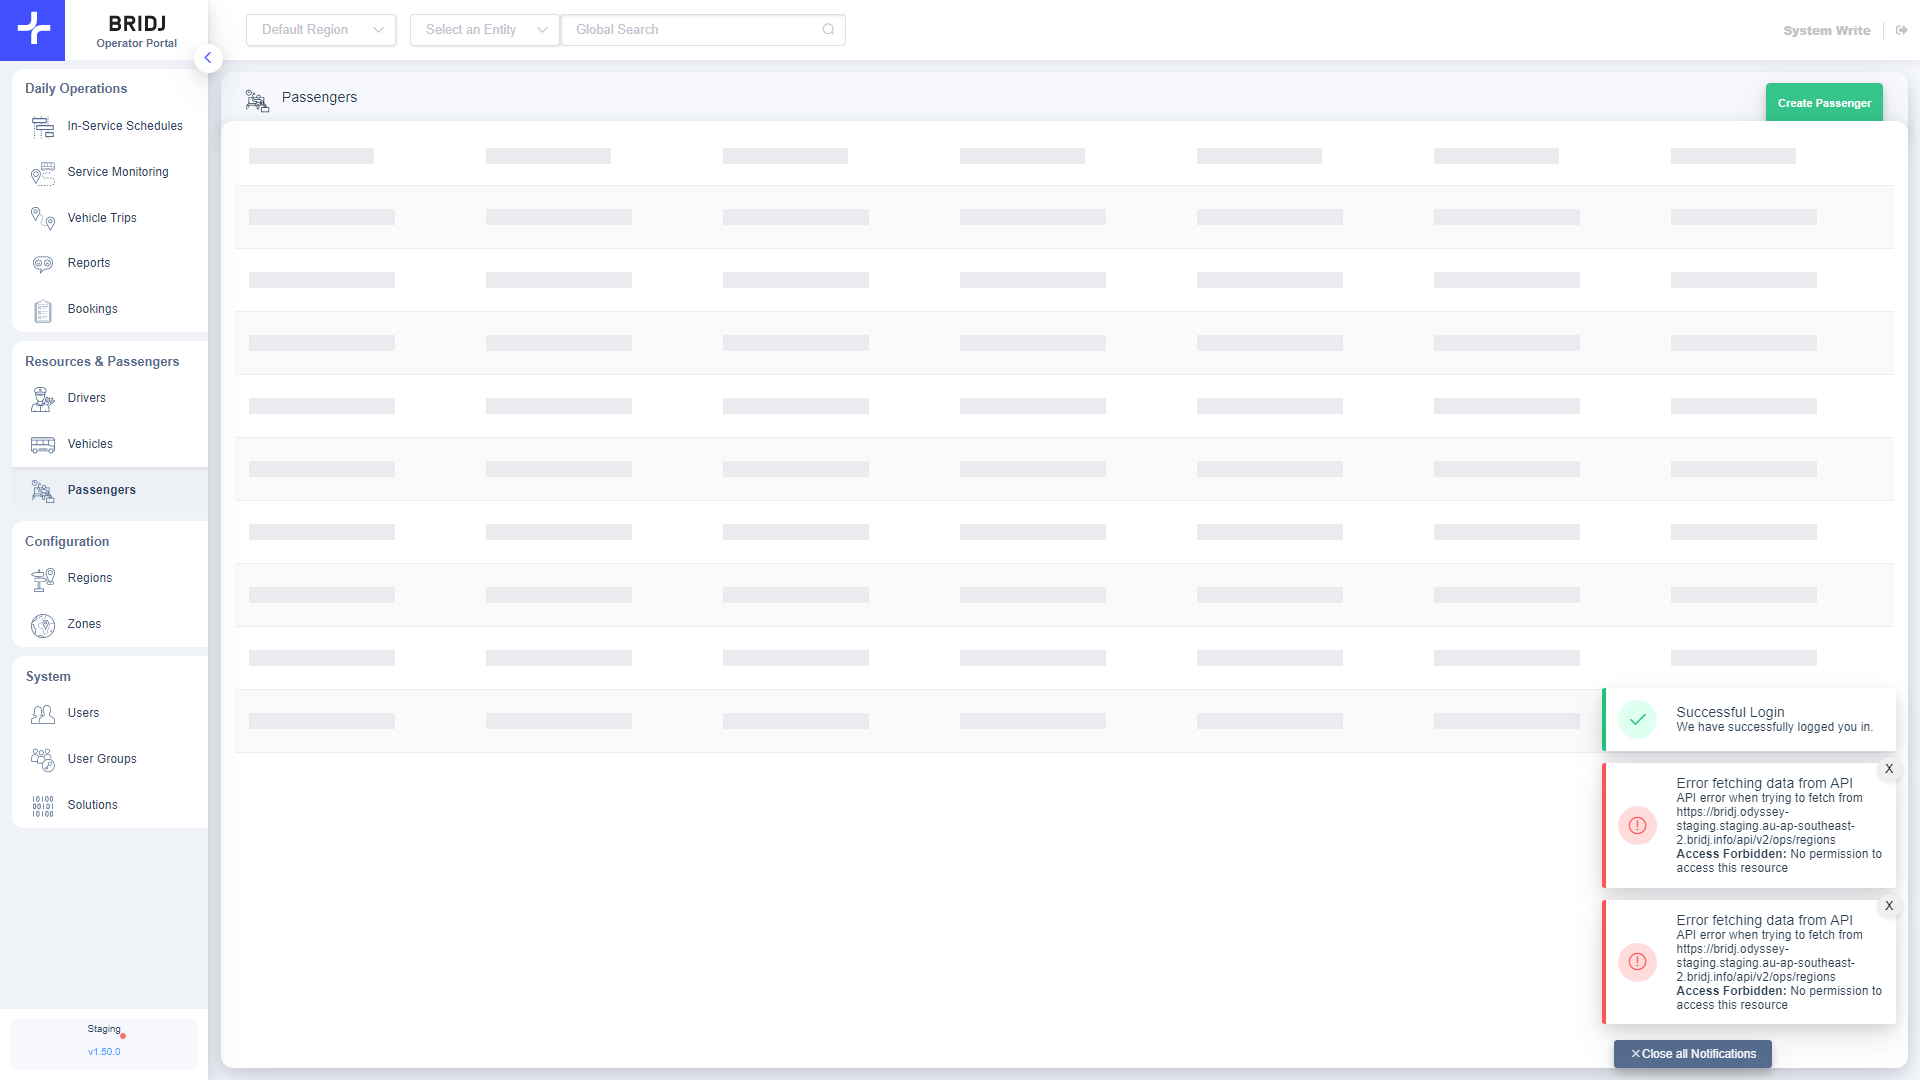 BRIDJ
Operator Portal
Default Region
Select an Entity
Global Search
System Write
Daily Operations
In-Service Schedules
Service Monitoring
Vehicle Trips
Reports
Bookings
Resources & Passengers
Drivers
Vehicles
Passengers
Configuration
Regions
Zones
System
Users
User Groups
Solutions
Staging
v1.50.0
Passengers
Create Passenger
Successful Login
We have successfully logged you in.
X
Error fetching data from API
API error when trying to fetch from
https://bridj.odyssey-
staging.staging.au-ap-southeast-
2.bridj.info/api/v2/ops/regions
Access Forbidden: No permission to
access this resource
X
Error fetching data from API
API error when trying to fetch from
https://bridj.odyssey-
staging.staging.au-ap-southeast-
2.bridj.info/api/v2/ops/regions
Access Forbidden: No permission to
access this resource
Close all Notifications